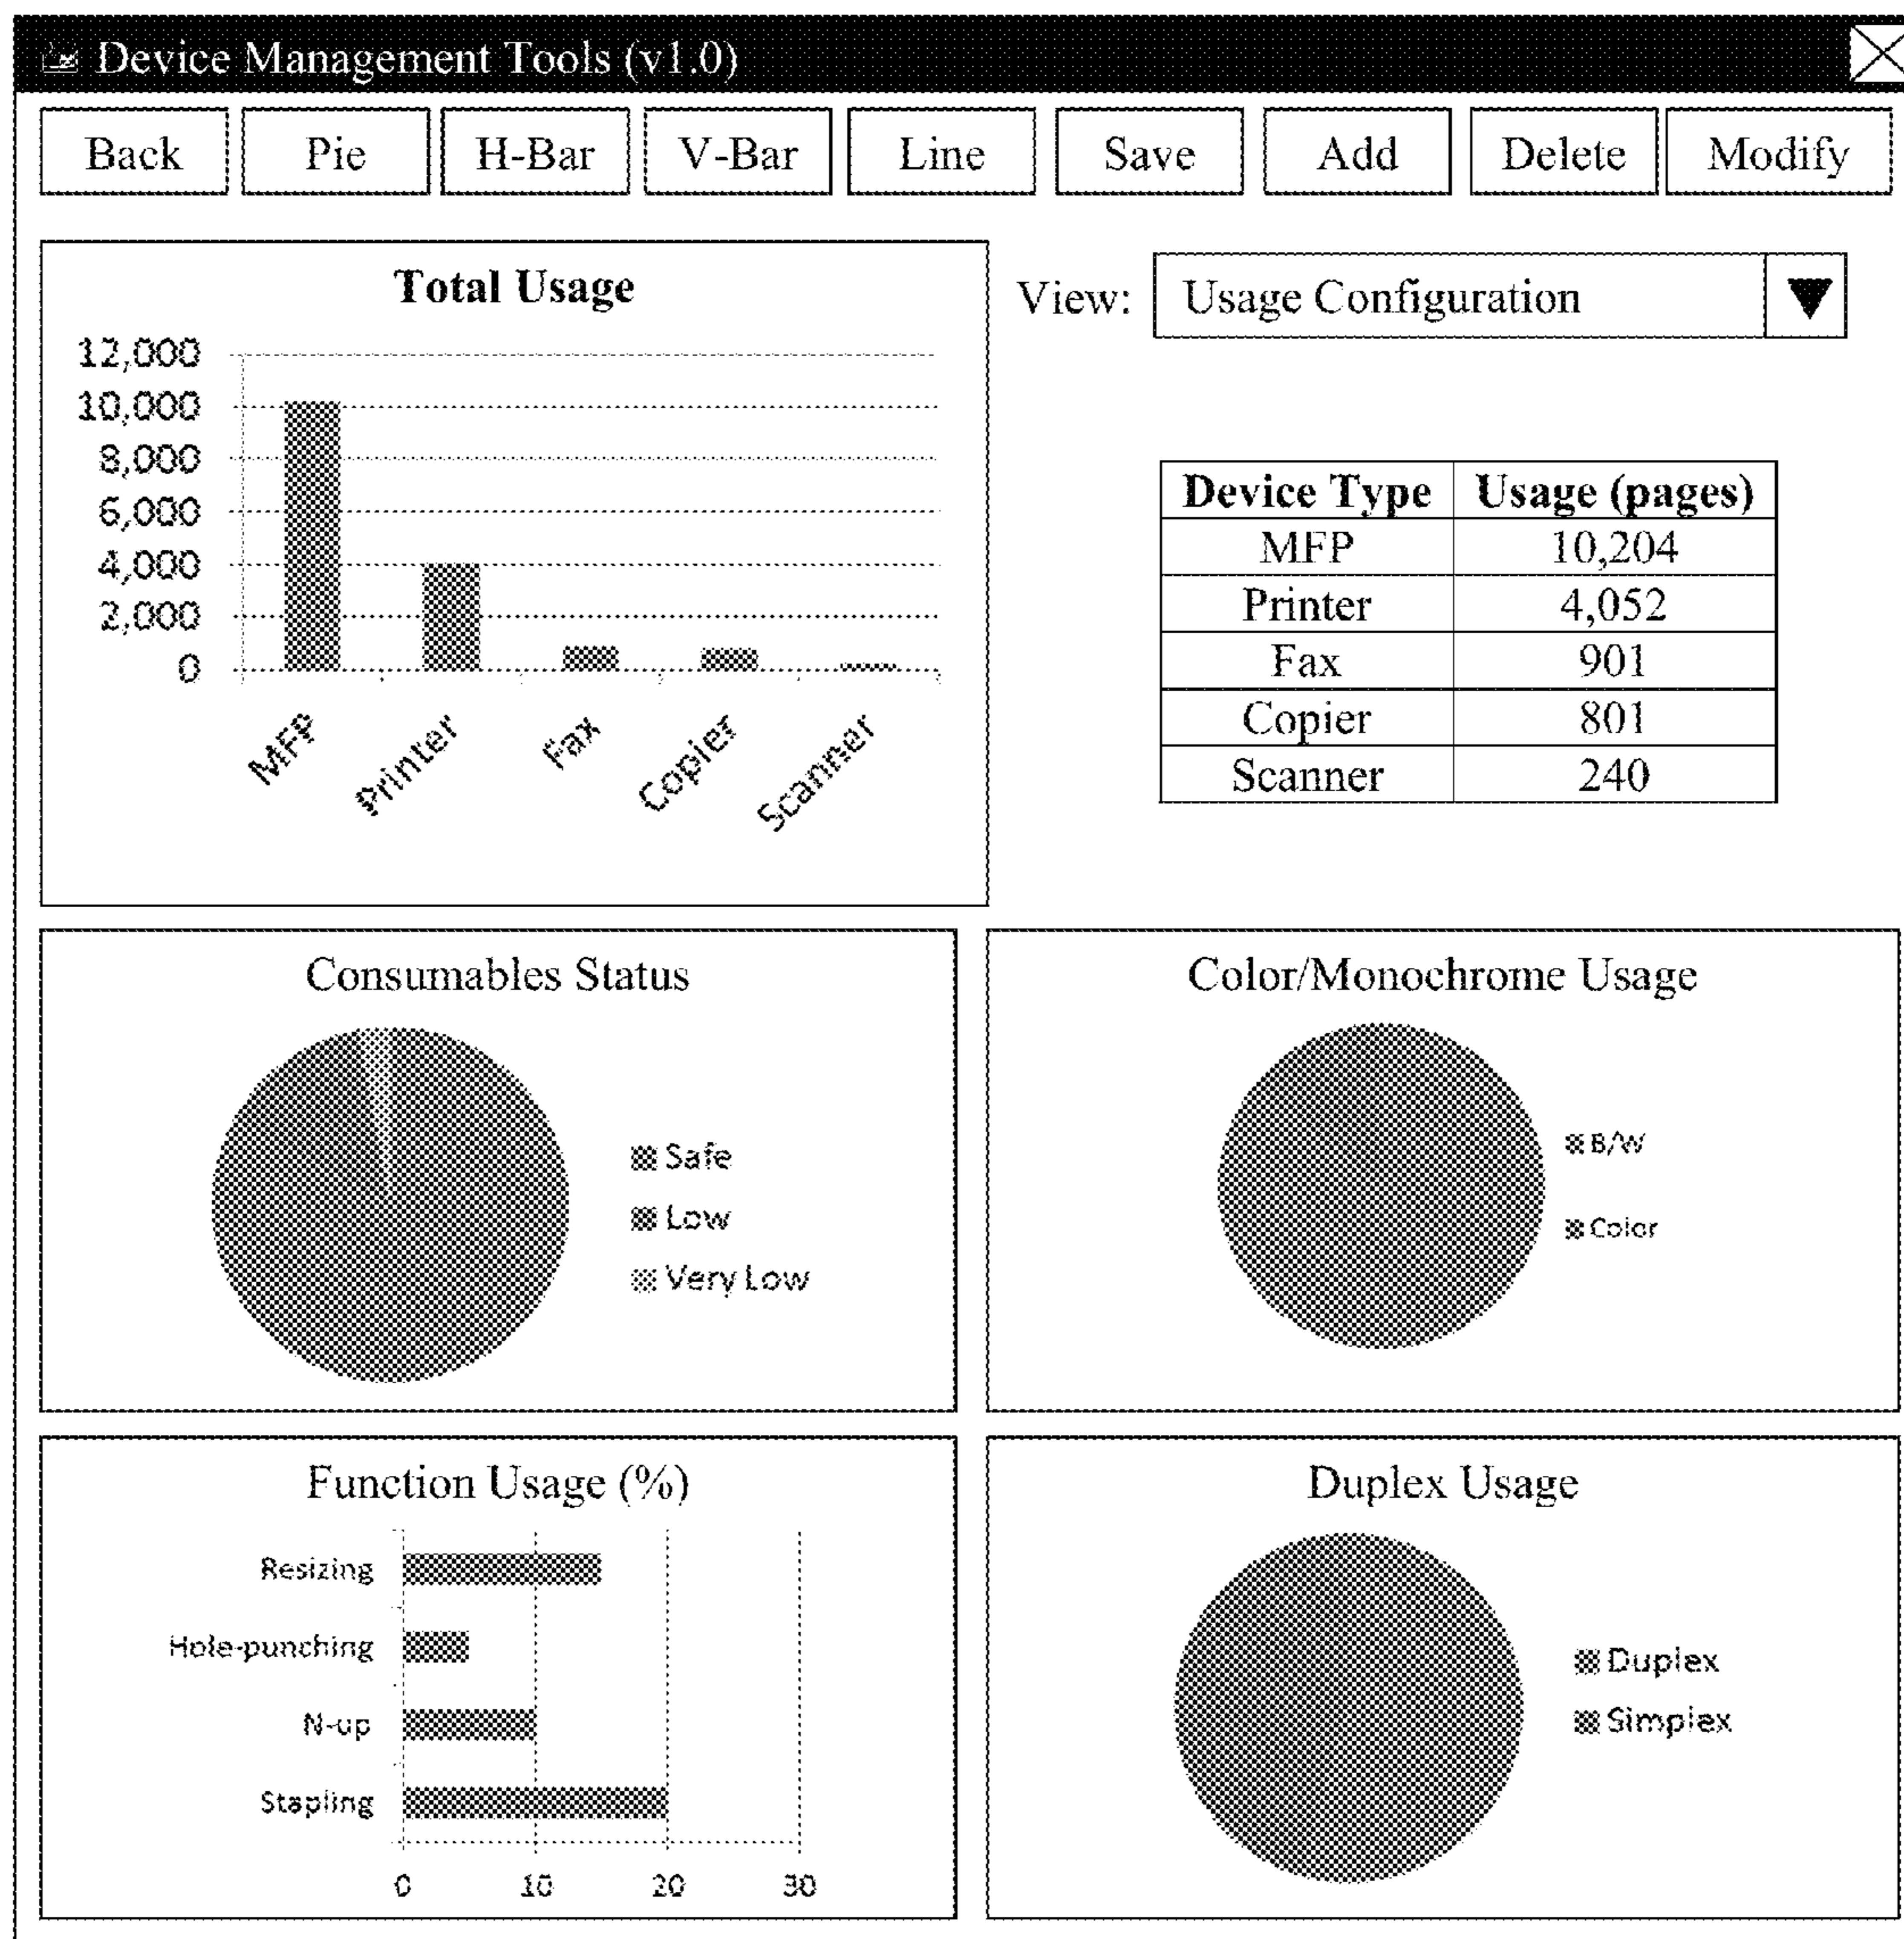 Device Management Tools (v1.0)
Back Pie H-Bar V-Bar Line Save Add Delete Modify
Total Usage
12,000
10,000
8,000
6,000
4,000
2,000
0
MFP Printer Fax Copier Scanner
View: Usage Configuration
Device Type Usage (pages)
MFP 10,204
Printer 4,052
Fax 901
Copier 801
Scanner 240
Consumables Status
Safe
Low
Very Low
Color/Monochrome Usage
B/W
Color
Function Usage (%)
Resizing
Hole-punching
N-up
Stapling
0 10 20 30
Duplex Usage
Duplex
Simplex